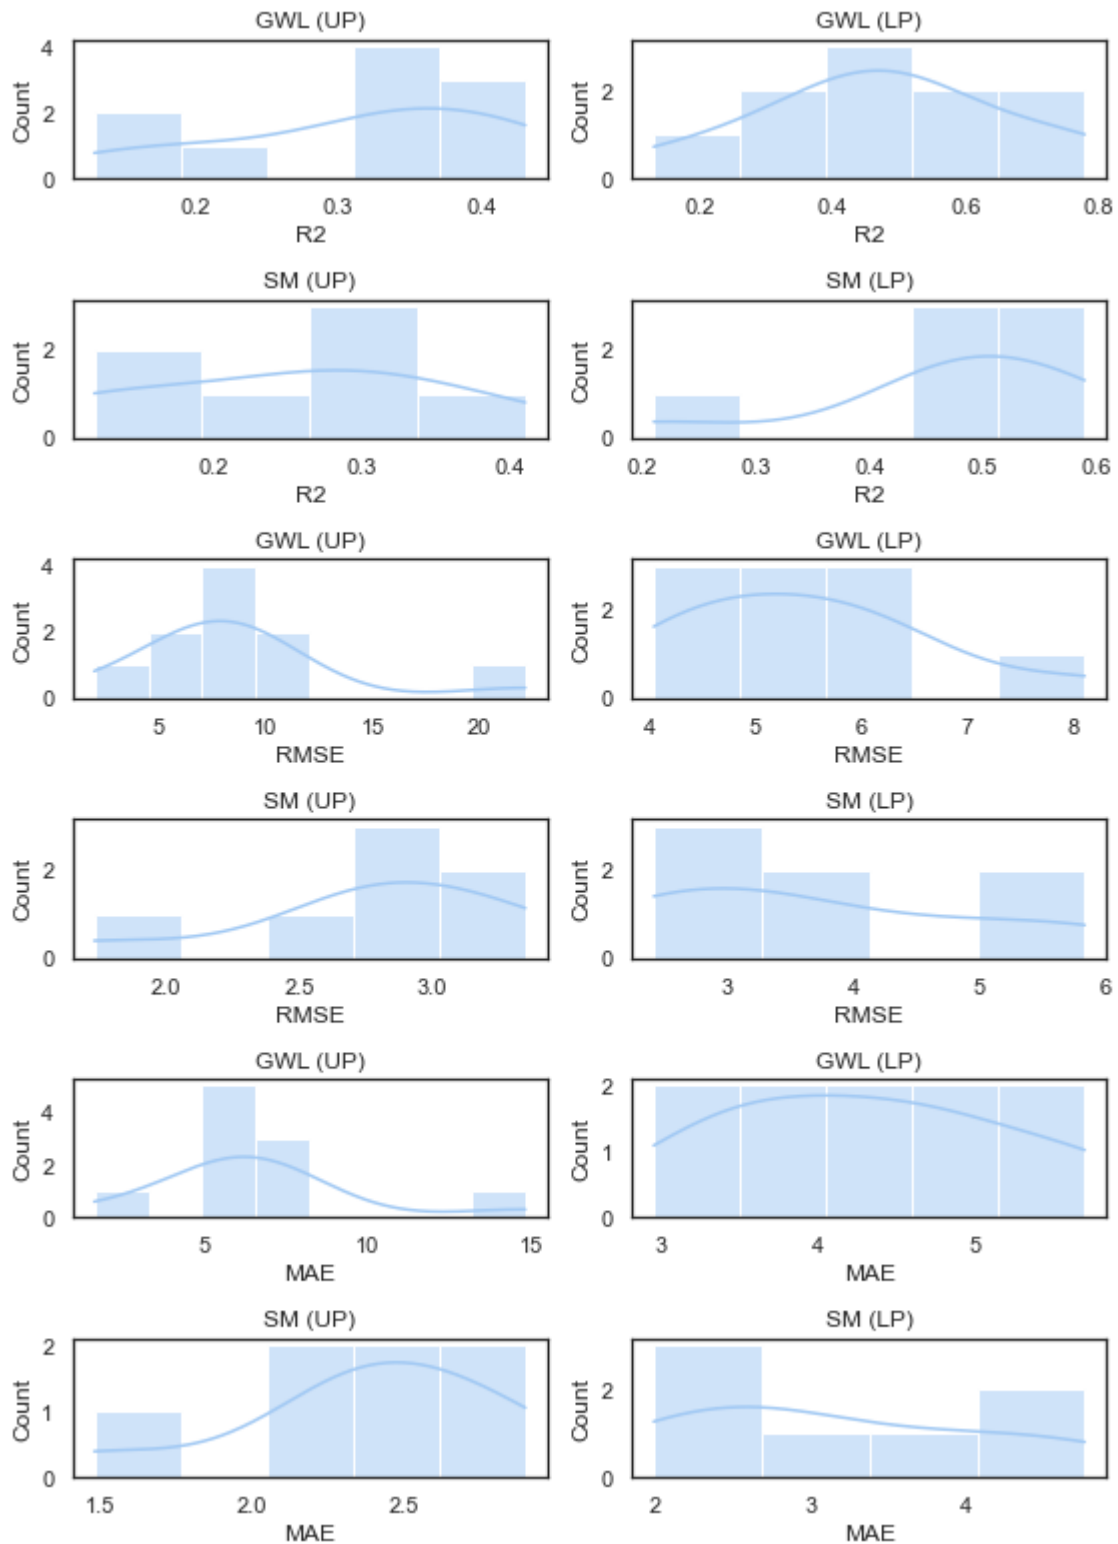 GWL (UP)
4
2
0
Count
0.2 0.3 0.4
R2
GWL (LP)
2
0
Count
0.2 0.4 0.6 0.8
R2
SM (UP)
2
0
Count
0.2 0.3 0.4
R2
SM (LP)
2
0
Count
0.2 0.3 0.4 0.5 0.6
R2
GWL (UP)
4
2
0
Count
5 10 15 20
RMSE
GWL (LP)
2
0
Count
4 5 6 7 8
RMSE
SM (UP)
2
0
Count
2.0 2.5 3.0
RMSE
SM (LP)
2
0
Count
3 4 5 6
RMSE
GWL (UP)
4
2
0
Count
5 10 15
MAE
GWL (LP)
2
1
0
Count
3 4 5
MAE
SM (UP)
2
1
0
Count
1.5 2.0 2.5
MAE
SM (LP)
2
0
Count
2 3 4
MAE